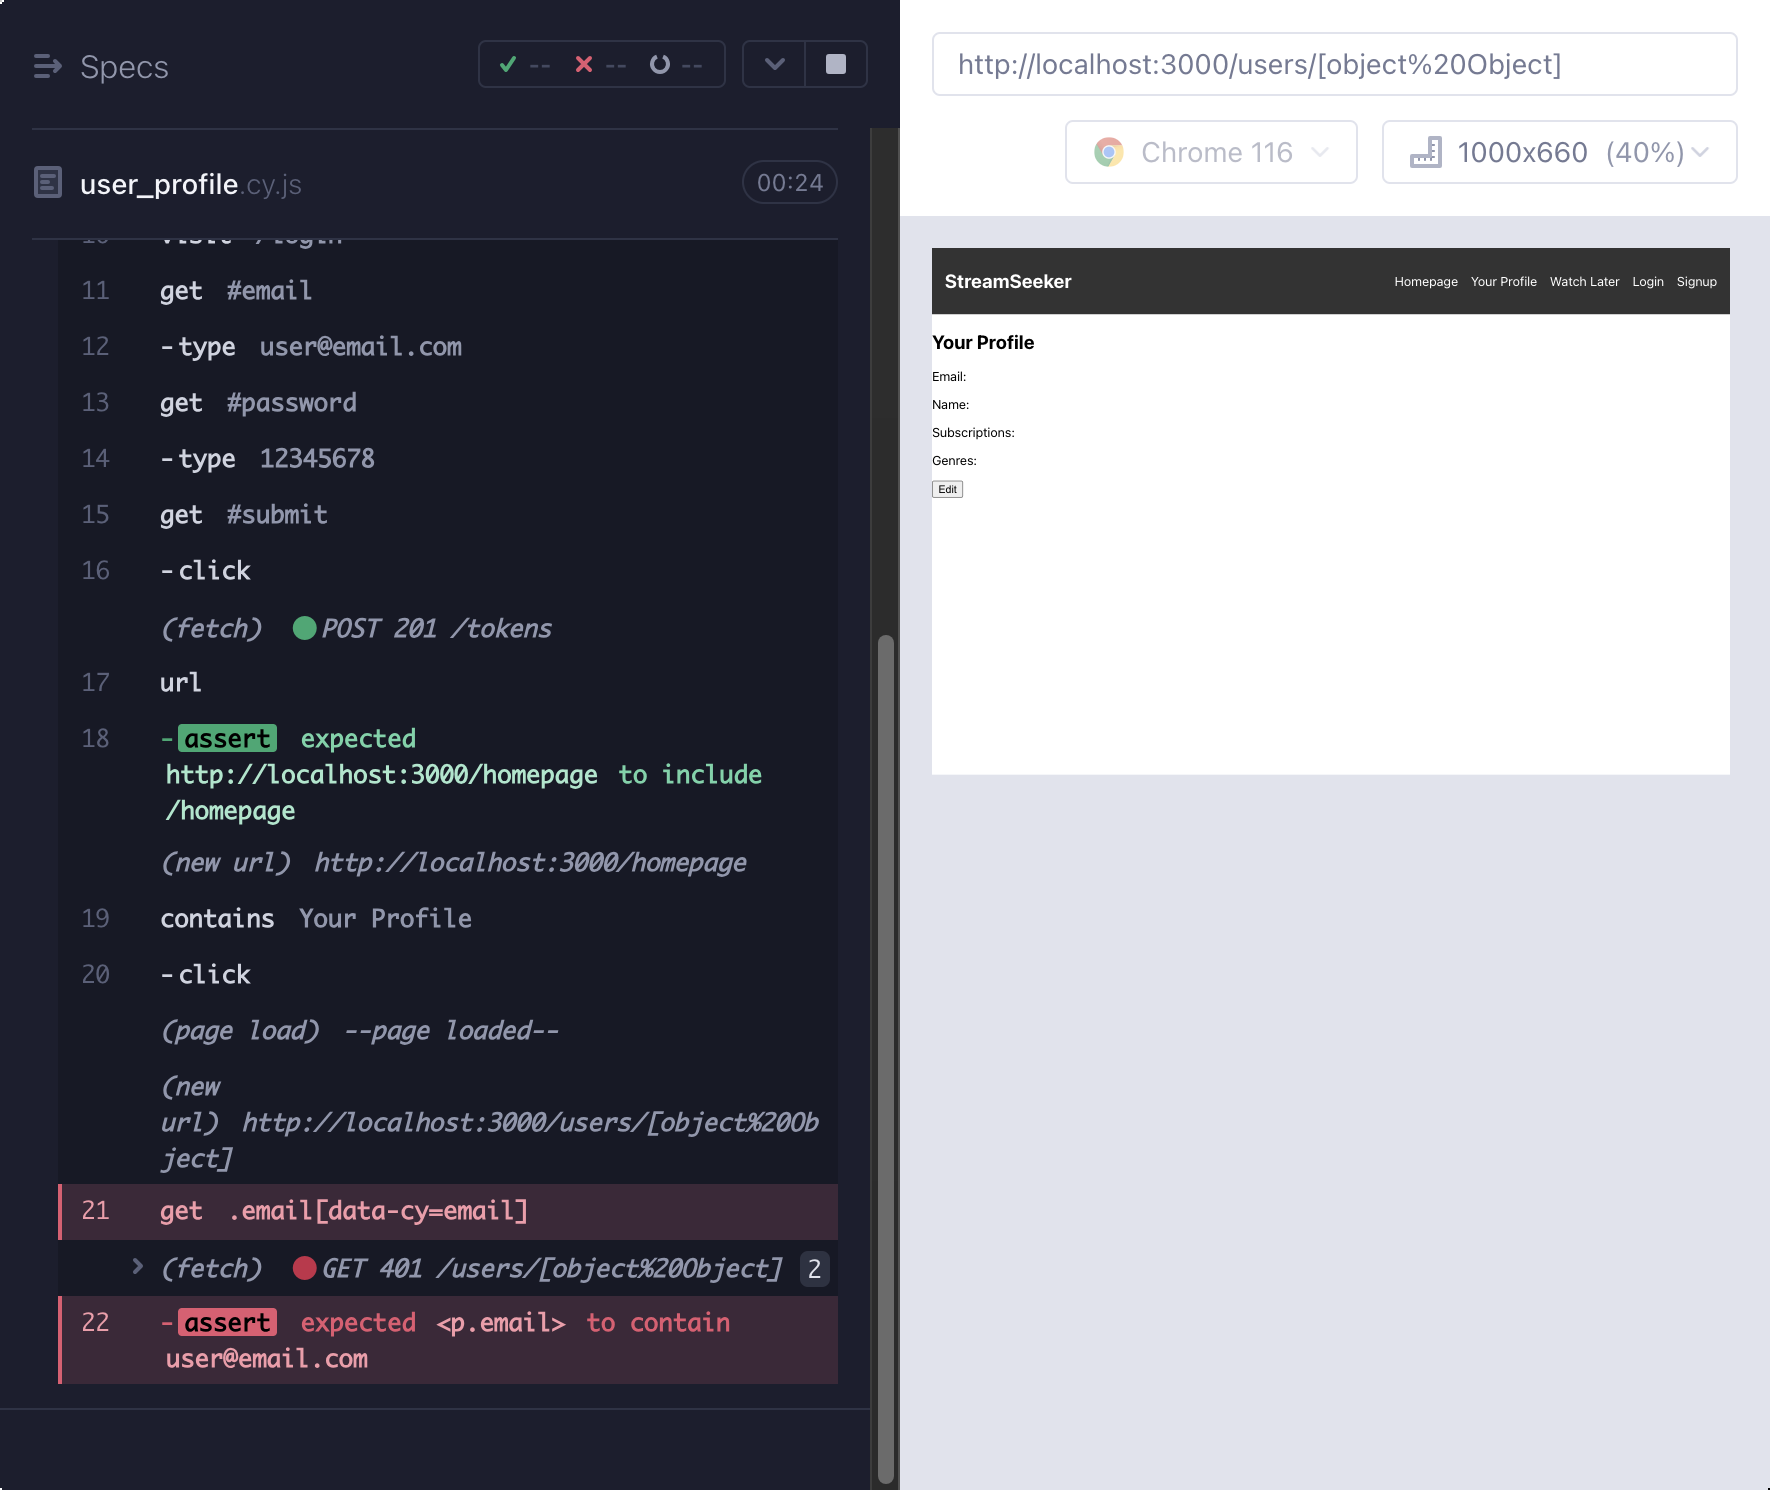 Specs
-- -- --
user_profile.cy.js
00:24
10 visit /login
11 get #email
12 -type user@email.com
13 get #password
14 -type 12345678
15 get #submit
16 -click
(fetch) POST 201 /tokens
17 url
18 -assert expected
http://localhost:3000/homepage to include
/homepage
(new url) http://localhost:3000/homepage
19 contains Your Profile
20 -click
(page load) --page loaded--
(new
url) http://localhost:3000/users/[object%20Ob
ject]
21 get .email[data-cy=email]
(fetch) GET 401 /users/[object%20Object] 2
22 -assert expected <p.email> to contain
user@email.com
http://localhost:3000/users/[object%20Object]
Chrome 116
1000x660 (40%)
StreamSeeker
Homepage Your Profile Watch Later Login Signup
Your Profile
Email:
Name:
Subscriptions:
Genres:
Edit